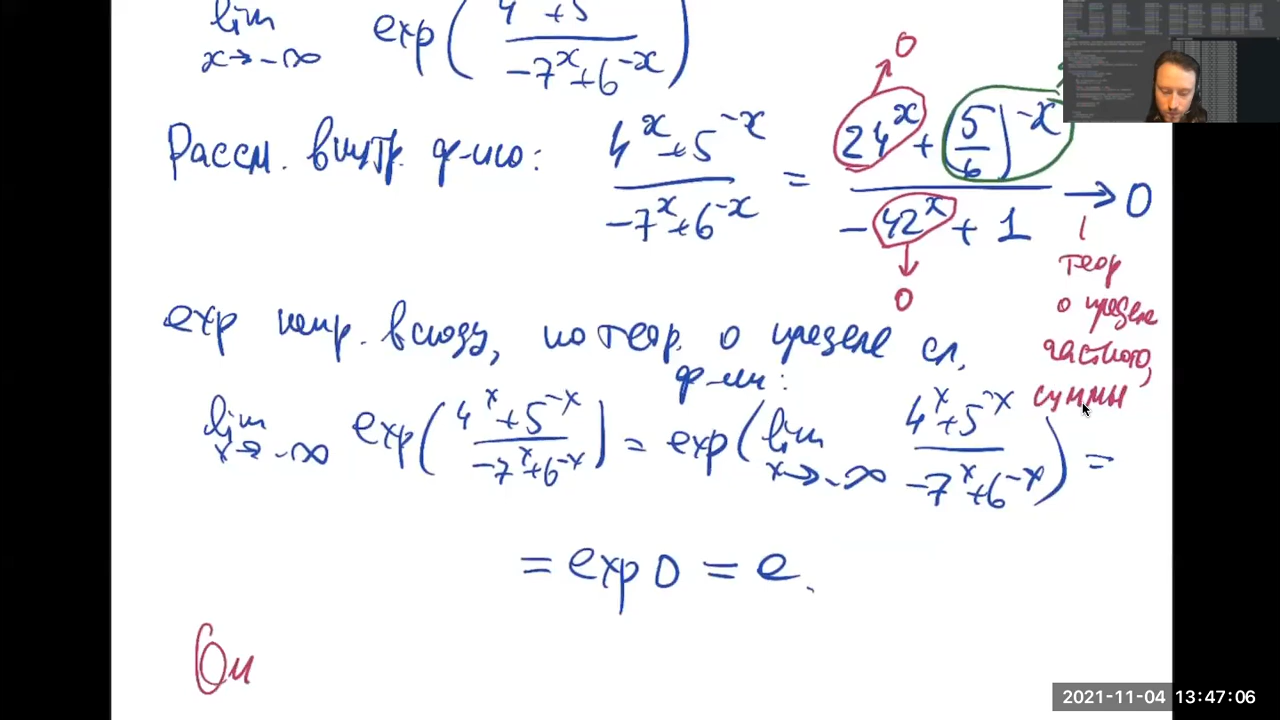 lim exp( 4 +5
x→-∞ -7^x+6^-x )
0
Рассм. внутр. ф-ию: 4^x+5^-x / -7^x+6^-x = 24^x + (5/6)^-x / -42^x + 1 → 0
0
теор
о пределе
частного,
суммы
exp непр. всюду, по теор. о пределе сл.
ф-ии:
lim x→-∞ exp( 4^x+5^-x / -7^x+6^-x ) = exp( lim x→-∞ 4^x+5^-x / -7^x+6^-x ) =
= exp 0 = e.
2021-11-04 13:47:06